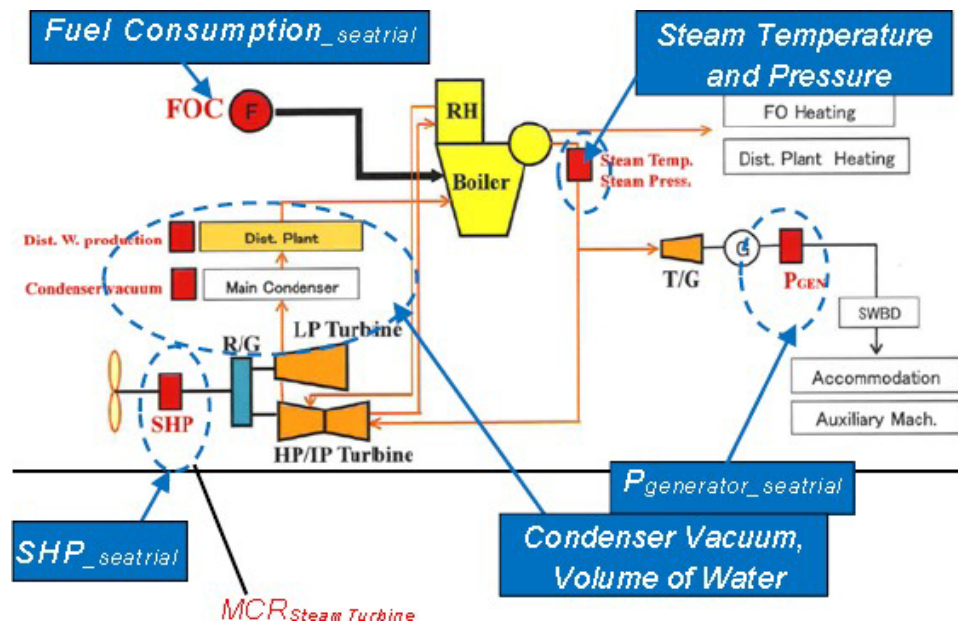 Fuel Consumption_seatrial
Steam Temperature
and Pressure
FOC
F
RH
FO Heating
Dist. Plant Heating
Steam Temp.
Steam Press.
Boiler
Dist. W. production
Dist. Plant
Condenser vacuum
Main Condenser
T/G
G
PGEN
SWBD
LP Turbine
R/G
Accommodation
Auxiliary Mach.
SHP
HP/IP Turbine
Pgenerator_seatrial
SHP_seatrial
Condenser Vacuum,
Volume of Water
MCRSteam Turbine